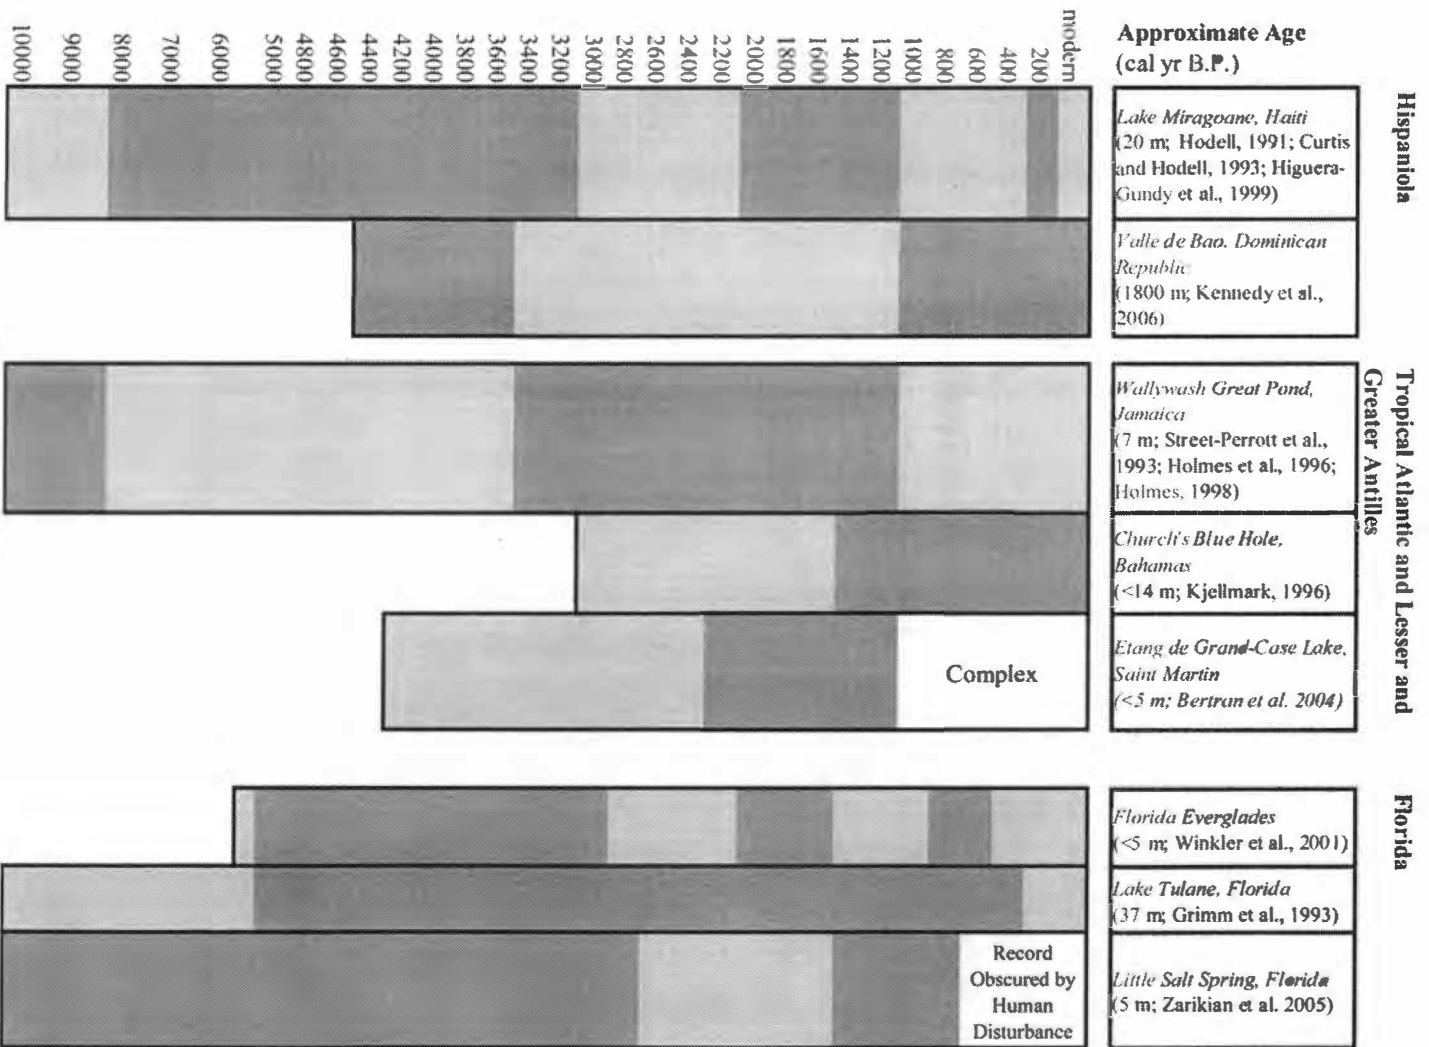 modern
200
400
600
800
1000
1200
1400
1600
1800
2000
2200
2400
2600
2800
3000
3200
3400
3600
3800
4000
4200
4400
4600
4800
5000
6000
7000
8000
9000
10000
Approximate Age
(cal yr B.P.)
Hispaniola
Lake Miragoane, Haiti
(20 m; Hodell, 1991; Curtis
and Hodell, 1993; Higuera-
Gundy et al., 1999)
Valle de Bao. Dominican
Republic
(1800 m; Kennedy et al.,
2006)
Tropical Atlantic and Lesser and
Greater Antilles
Wallywash Great Pond,
Jamaica
(7 m; Street-Perrott et al.,
1993; Holmes et al., 1996;
Holmes, 1998)
Church's Blue Hole,
Bahamas
(<14 m; Kjellmark, 1996)
Complex
Etang de Grand-Case Lake,
Saint Martin
(<5 m; Bertran et al. 2004)
Florida
Florida Everglades
(<5 m; Winkler et al., 2001)
Lake Tulane, Florida
(37 m; Grimm et al., 1993)
Record
Obscured by
Human
Disturbance
Little Salt Spring, Florida
(5 m; Zarikian et al. 2005)